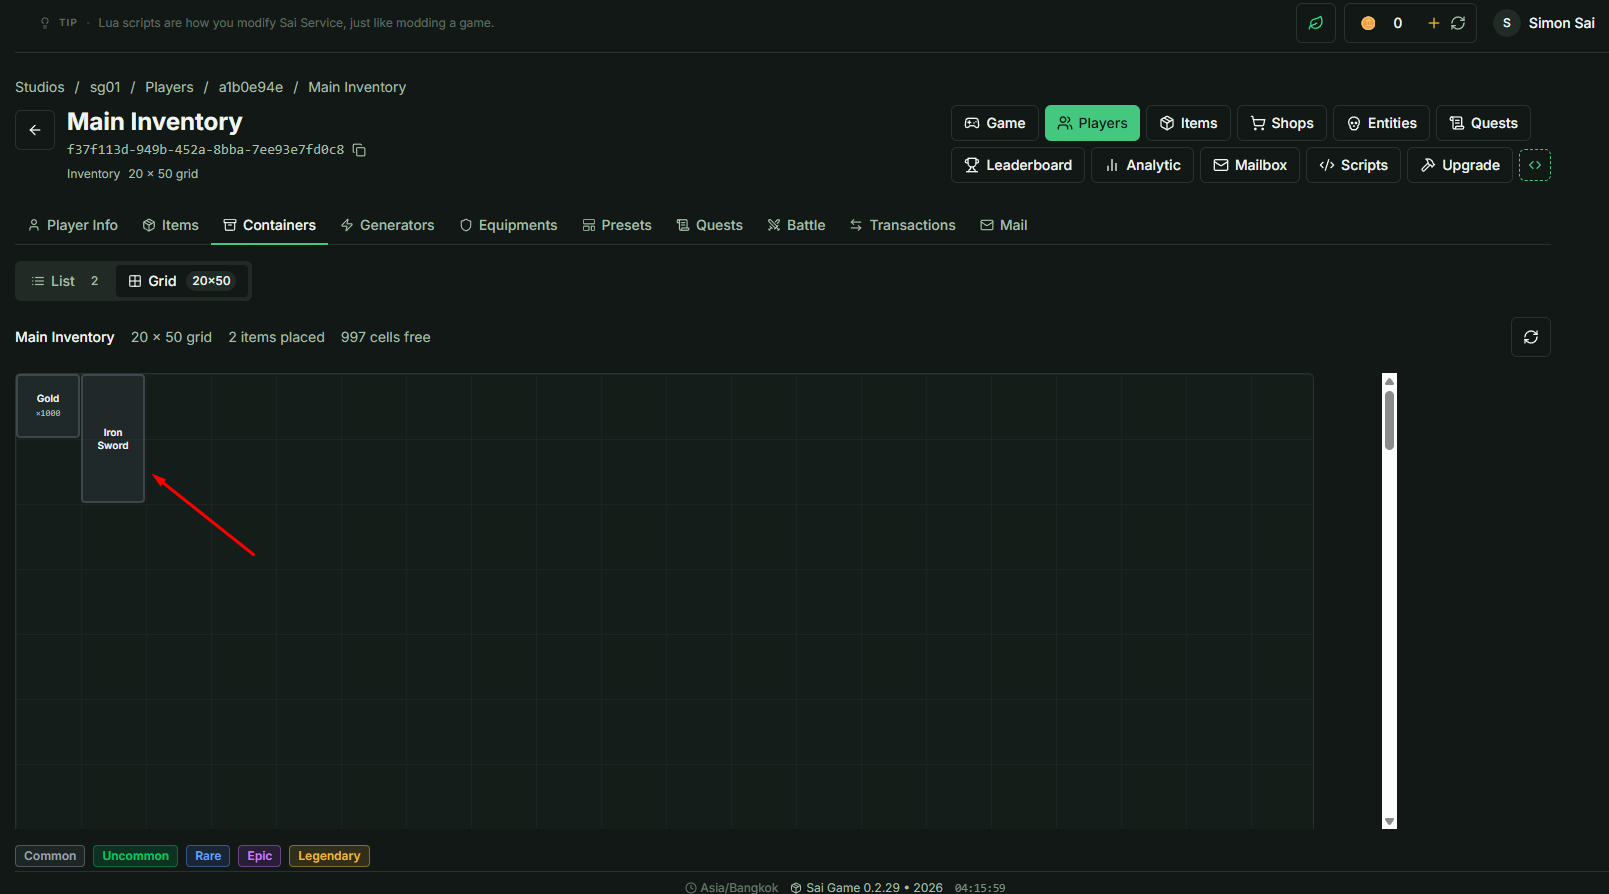 TIP · Lua scripts are how you modify Sai Service, just like modding a game.
0
S Simon Sai
Studios / sg01 / Players / a1b0e94e / Main Inventory
Main Inventory
f37f113d-949b-452a-8bba-7ee93e7fd0c8
Inventory 20 × 50 grid
Game Players Items Shops Entities Quests
Leaderboard Analytic Mailbox Scripts Upgrade
Player Info Items Containers Generators Equipments Presets Quests Battle Transactions Mail
List 2 Grid 20×50
Main Inventory 20 × 50 grid 2 items placed 997 cells free
Gold
×1000
Iron
Sword
Common Uncommon Rare Epic Legendary
Asia/Bangkok Sai Game 0.2.29 • 2026 04:15:59